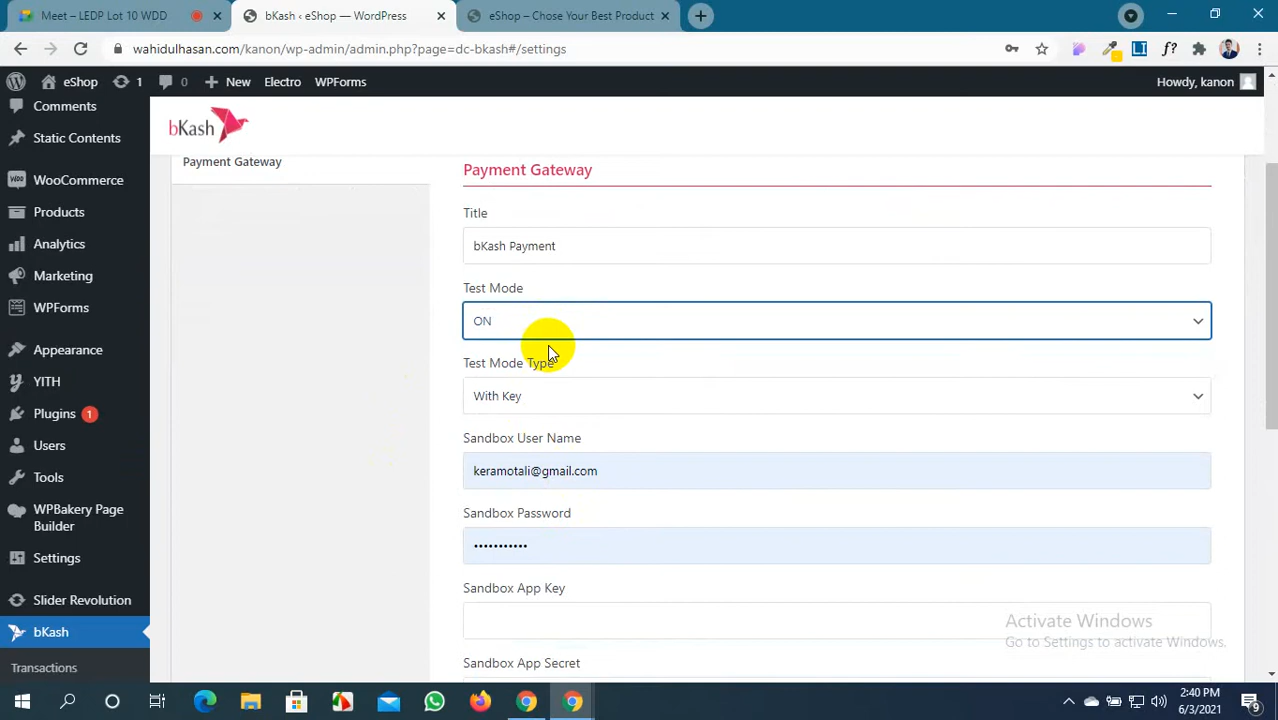 Meet – LEDP Lot 10 WDD
bKash ‹ eShop — WordPress
eShop – Chose Your Best Product
wahidulhasan.com/kanon/wp-admin/admin.php?page=dc-bkash#/settings
eShop
1
0
New
Electro
WPForms
Howdy, kanon
Comments
Static Contents
WooCommerce
Products
Analytics
Marketing
WPForms
Appearance
YITH
Plugins 1
Users
Tools
WPBakery Page
Builder
Settings
Slider Revolution
bKash
Transactions
bKash
Payment Gateway
Payment Gateway
Title
bKash Payment
Test Mode
ON
Test Mode Type
With Key
Sandbox User Name
keramotali@gmail.com
Sandbox Password
•••••••••••
Sandbox App Key
Sandbox App Secret
Activate Windows
Go to Settings to activate Windows.
2:40 PM
6/3/2021
9